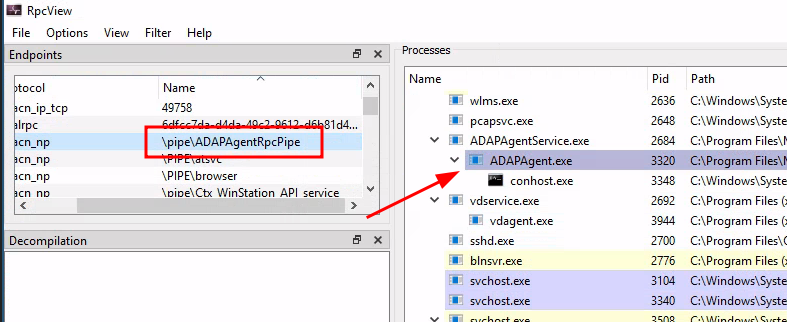 RpcView
File Options View Filter Help
Endpoints
Processes
otocol Name
acn_ip_tcp 49758
alrpc 6dfcc7da-d4da-49c2-9612-d6b81d4...
acn_np \pipe\ADAPAgentRpcPipe
acn_np \PIPE\atsvc
acn_np \PIPE\browser
acn_np \pipe\Ctx_WinStation_API_service
Decompilation
Name Pid Path
wlms.exe 2636 C:\Windows\Syste
pcapsvc.exe 2664 C:\Windows\Syste
ADAPAgentService.exe 2684 C:\Program Files\M
ADAPAgent.exe 3320 C:\Program Files\M
conhost.exe 3348 C:\Windows\Syste
vdservice.exe 2692 C:\Program Files (x
vdagent.exe 3944 C:\Program Files (x
sshd.exe 2700 C:\Program Files\C
blnsvr.exe 2776 C:\Program Files (x
svchost.exe 3104 C:\Windows\Syste
svchost.exe 3340 C:\Windows\Syste
svchost.exe 3508 C:\Program Files (x